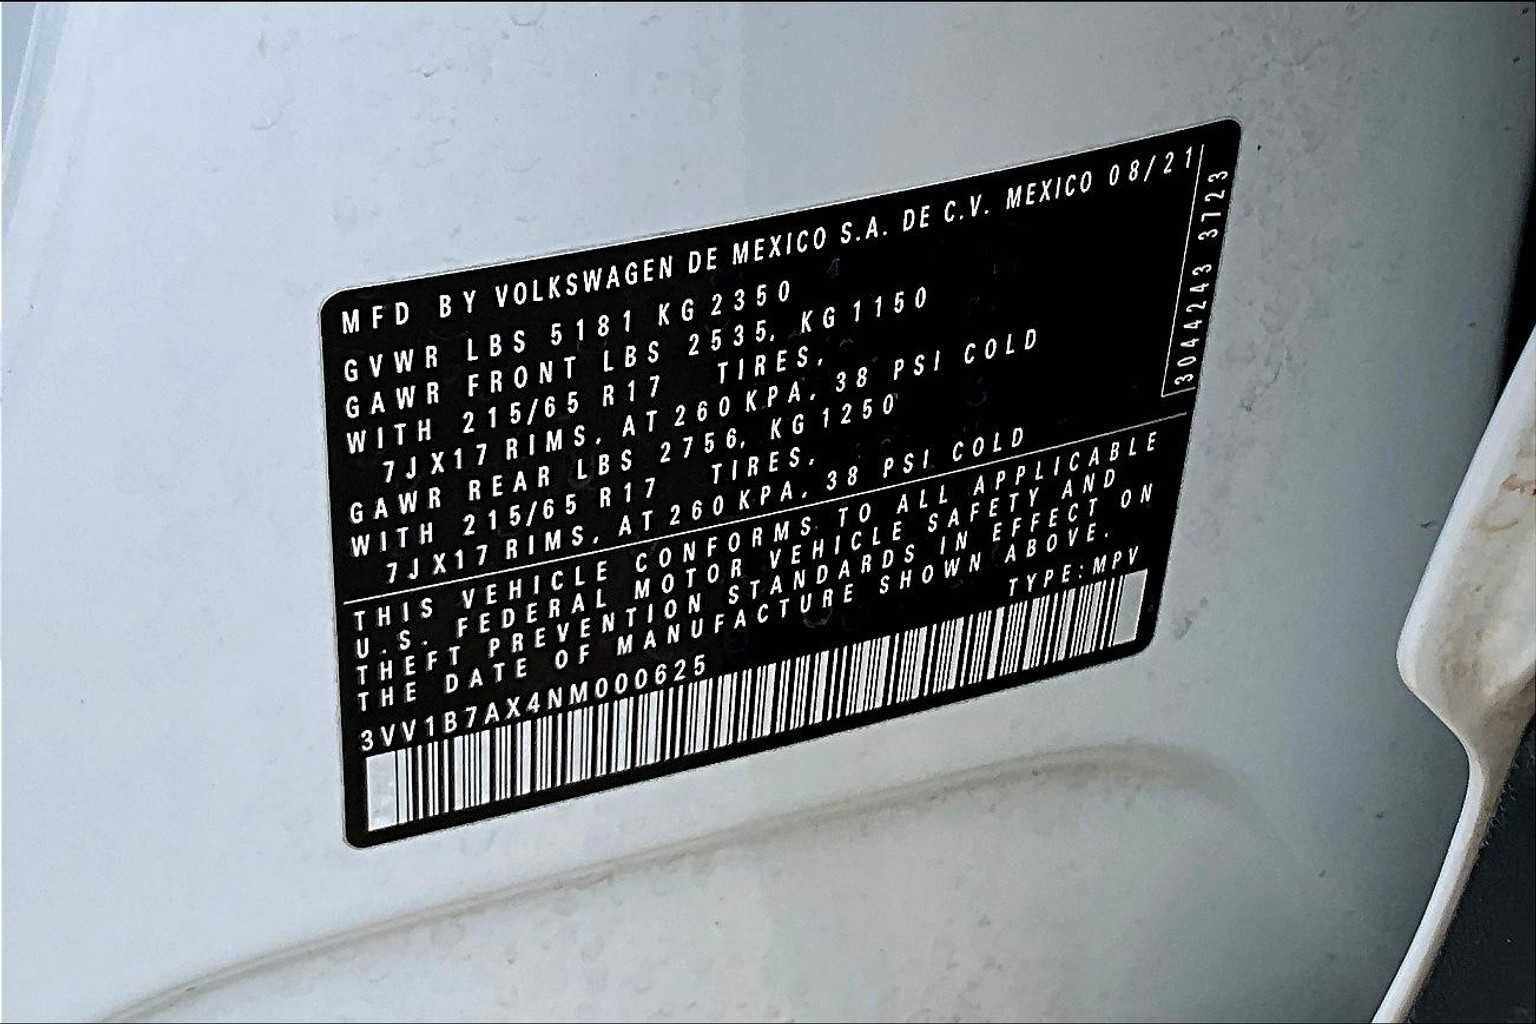 MFD BY VOLKSWAGEN DE MEXICO S.A. DE C.V. MEXICO 08/21
GVWR LBS 5181 KG 2350
GAWR FRONT LBS 2535, KG 1150
WITH 215/65 R17 TIRES,
7JX17 RIMS, AT 260 KPA, 38 PSI COLD
GAWR REAR LBS 2756, KG 1250
WITH 215/65 R17 TIRES,
7JX17 RIMS, AT 260 KPA, 38 PSI COLD
3044243 3723
THIS VEHICLE CONFORMS TO ALL APPLICABLE
U.S. FEDERAL MOTOR VEHICLE SAFETY AND
THEFT PREVENTION STANDARDS IN EFFECT ON
THE DATE OF MANUFACTURE SHOWN ABOVE.
3VV1B7AX4NM000625 TYPE:MPV